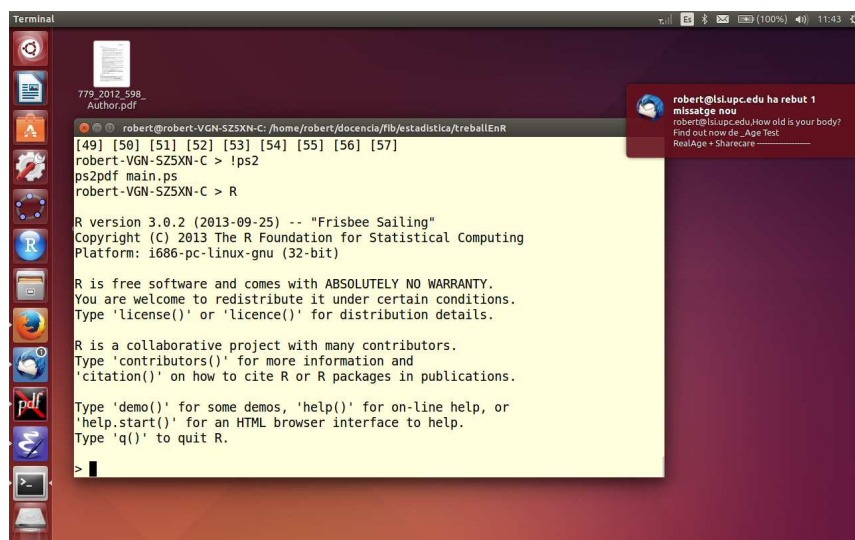 Terminal
Es (100%) 11:43
779_2012_598_
Author.pdf
robert@lsi.upc.edu ha rebut 1
missatge nou
robert@lsi.upc.edu,How old is your body?
Find out now de _Age Test
RealAge + Sharecare --------------------
robert@robert-VGN-SZ5XN-C: /home/robert/docencia/fib/estadistica/treballEnR
[49] [50] [51] [52] [53] [54] [55] [56] [57]
robert-VGN-SZ5XN-C > !ps2
ps2pdf main.ps
robert-VGN-SZ5XN-C > R
R version 3.0.2 (2013-09-25) -- "Frisbee Sailing"
Copyright (C) 2013 The R Foundation for Statistical Computing
Platform: i686-pc-linux-gnu (32-bit)
R is free software and comes with ABSOLUTELY NO WARRANTY.
You are welcome to redistribute it under certain conditions.
Type 'license()' or 'licence()' for distribution details.
R is a collaborative project with many contributors.
Type 'contributors()' for more information and
'citation()' on how to cite R or R packages in publications.
Type 'demo()' for some demos, 'help()' for on-line help, or
'help.start()' for an HTML browser interface to help.
Type 'q()' to quit R.
>
A
R
1
pdf
>_